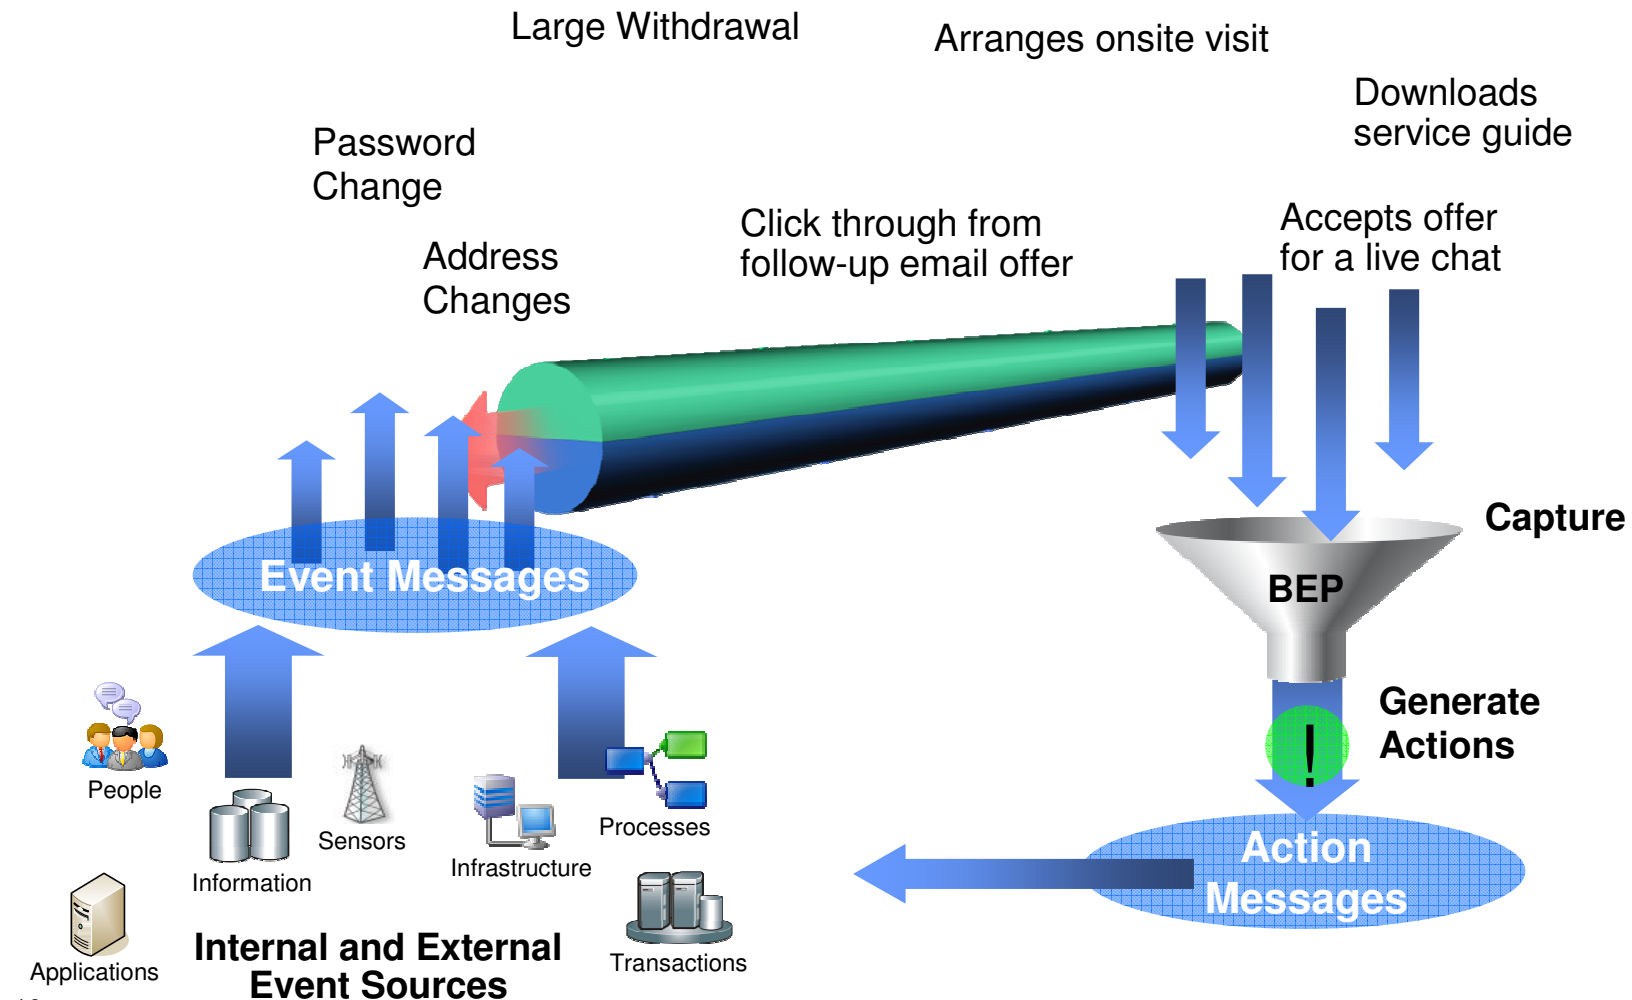 Large Withdrawal
Arranges onsite visit
Downloads
service guide
Password
Change
Click through from
follow-up email offer
Accepts offer
for a live chat
Address
Changes
Capture
Event Messages
BEP
Generate
Actions
!
People
Sensors
Processes
Infrastructure
Information
Action
Messages
Internal and External
Event Sources
Applications
Transactions